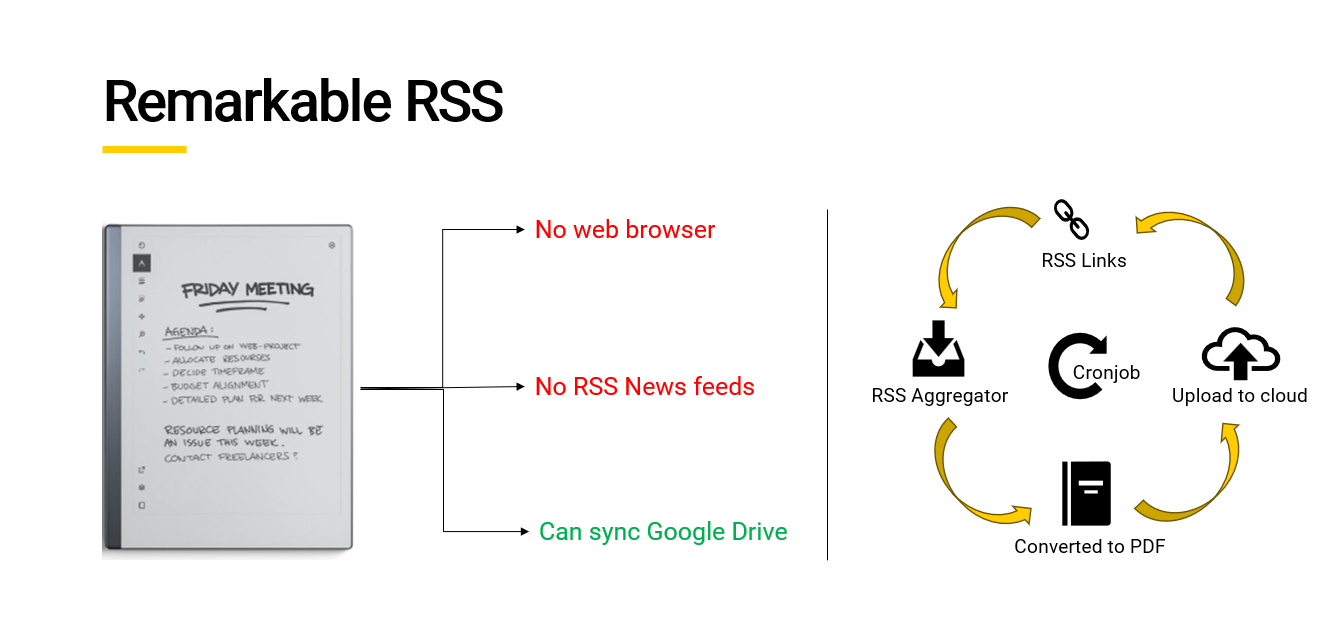 Remarkable RSS
FRIDAY MEETING
AGENDA:
- FOLLOW UP ON WEB-PROJECT
- ALLOCATE RESOURSES
- DECIDE TIMEFRAME
- BUDGET ALIGNMENT
- DETAILED PLAN FOR NEXT WEEK
RESOURCE PLANNING WILL BE
AN ISSUE THIS WEEK.
CONTACT FREELANCERS?
No web browser
No RSS News feeds
Can sync Google Drive
RSS Links
RSS Aggregator
Cronjob
Upload to cloud
Converted to PDF